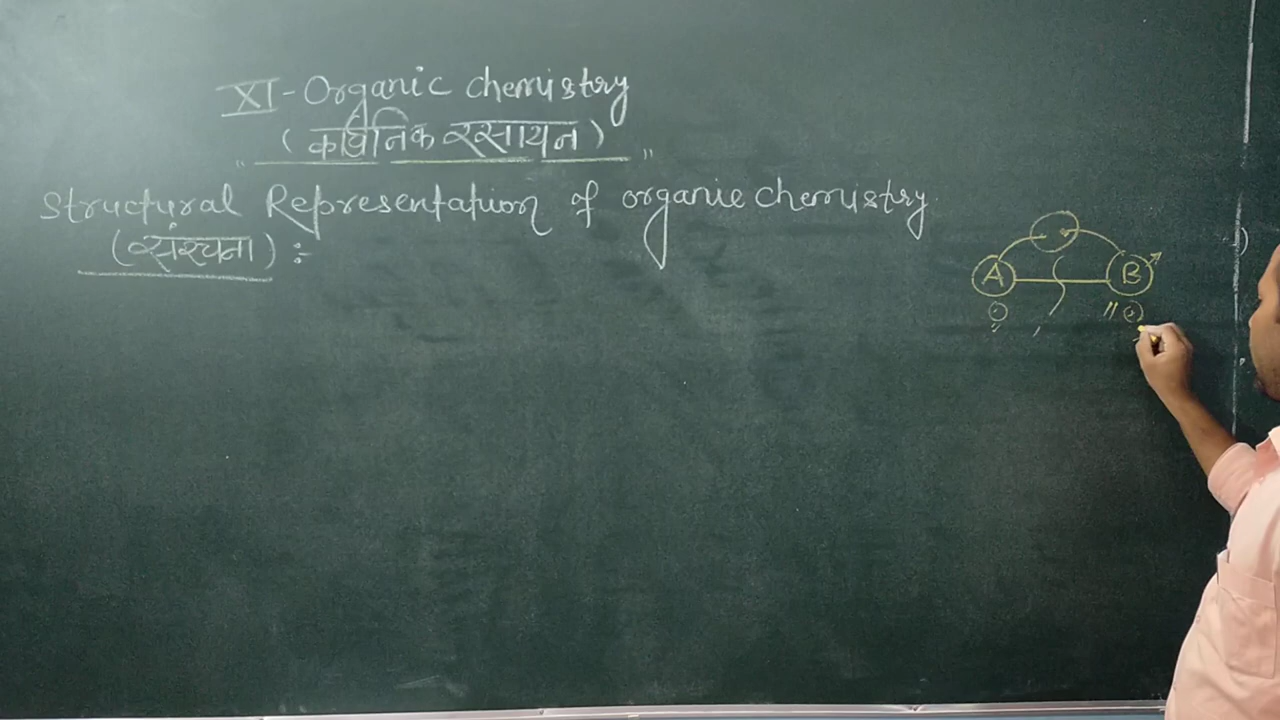 XI - Organic chemistry
( कार्बनिक रसायन )
Structural Representation of organic chemistry
(संरचना) :-
A B